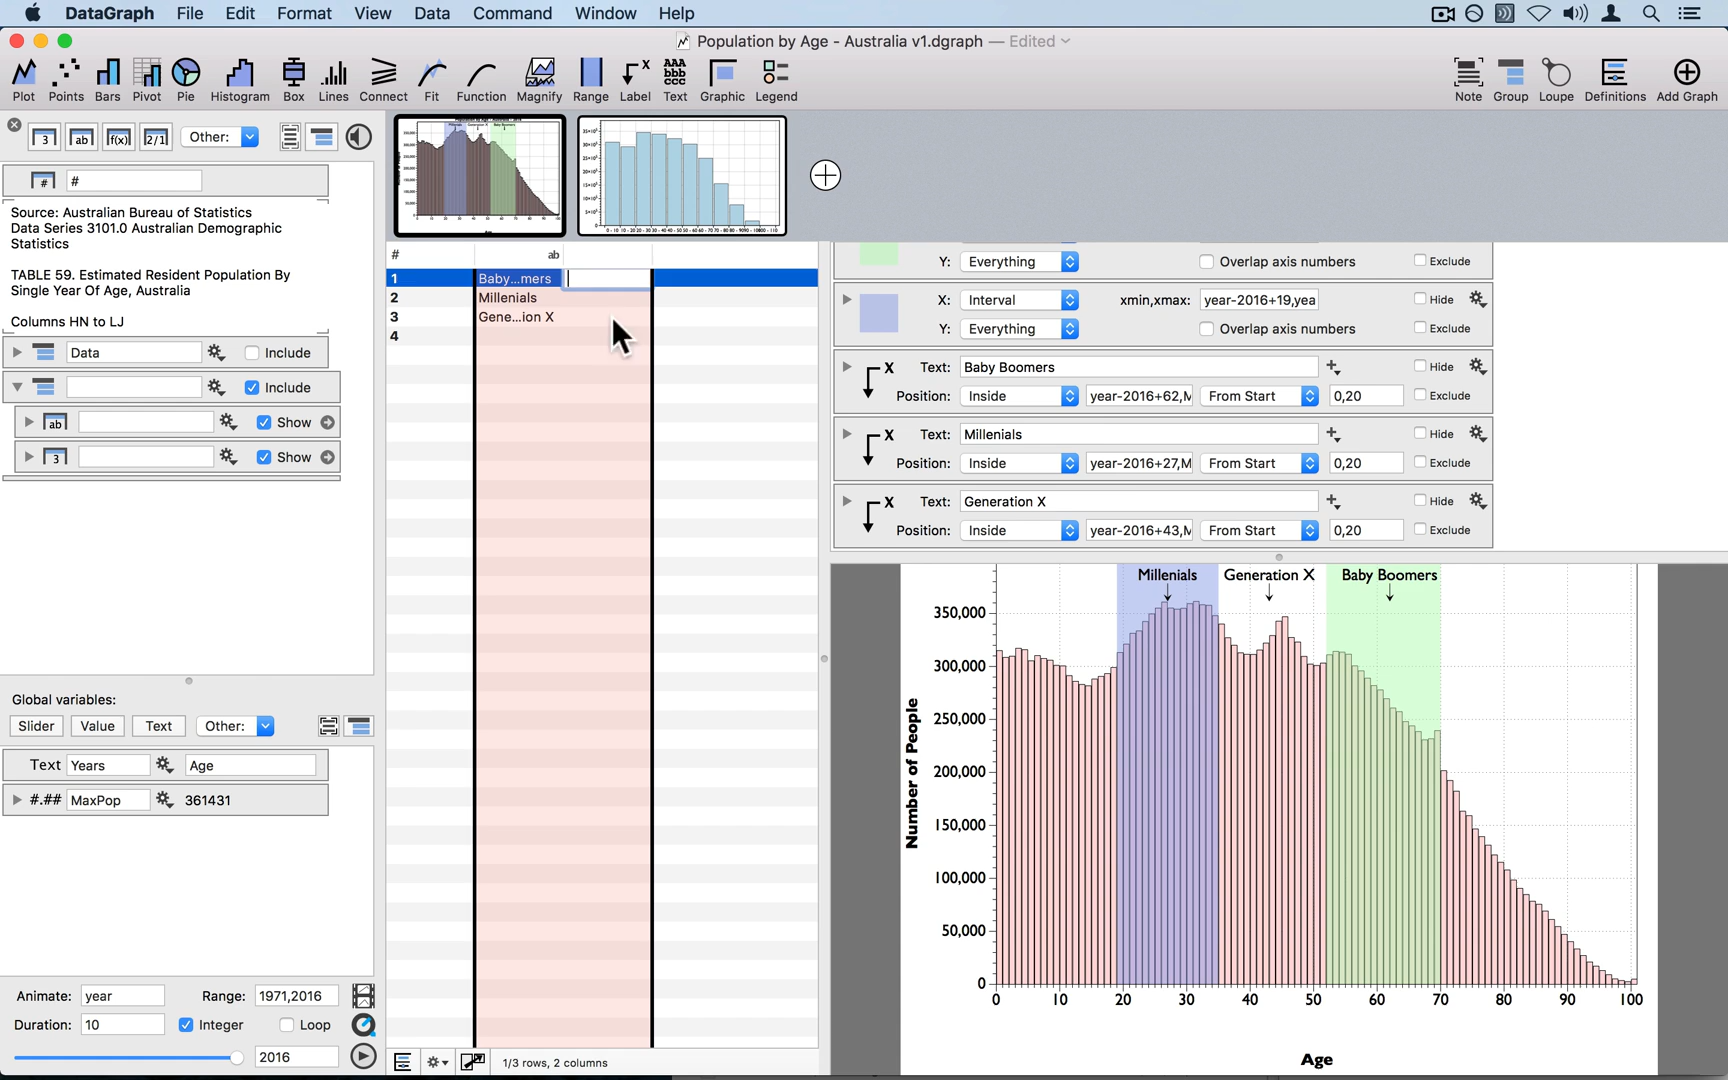 DataGraph File Edit Format View Data Command Window Help
Population by Age - Australia v1.dgraph — Edited
Plot Points Bars Pivot Pie Histogram Box Lines Connect Fit Function Magnify Range Label Text Graphic Legend Note Group Loupe Definitions Add Graph
3 ab f(x) 2/1 Other:
# #
Source: Australian Bureau of Statistics
Data Series 3101.0 Australian Demographic
Statistics
TABLE 59. Estimated Resident Population By
Single Year Of Age, Australia
Columns HN to LJ
Data Include
Include
ab Show
3 Show
Global variables:
Slider Value Text Other:
Text Years Age
#.## MaxPop 361431
Animate: year Range: 1971,2016
Duration: 10 Integer Loop
2016
# ab
1 Baby...mers
2 Millenials
3 Gene...ion X
4
1/3 rows, 2 columns
Y: Everything Overlap axis numbers Exclude
X: Interval xmin,xmax: year-2016+19,yea Hide
Y: Everything Overlap axis numbers Exclude
X Text: Baby Boomers Hide
Position: Inside year-2016+62,M From Start 0,20 Exclude
X Text: Millenials Hide
Position: Inside year-2016+27,M From Start 0,20 Exclude
X Text: Generation X Hide
Position: Inside year-2016+43,M From Start 0,20 Exclude
Millenials Generation X Baby Boomers
350,000
300,000
250,000
200,000
150,000
100,000
50,000
0
Number of People
0 10 20 30 40 50 60 70 80 90 100
Age